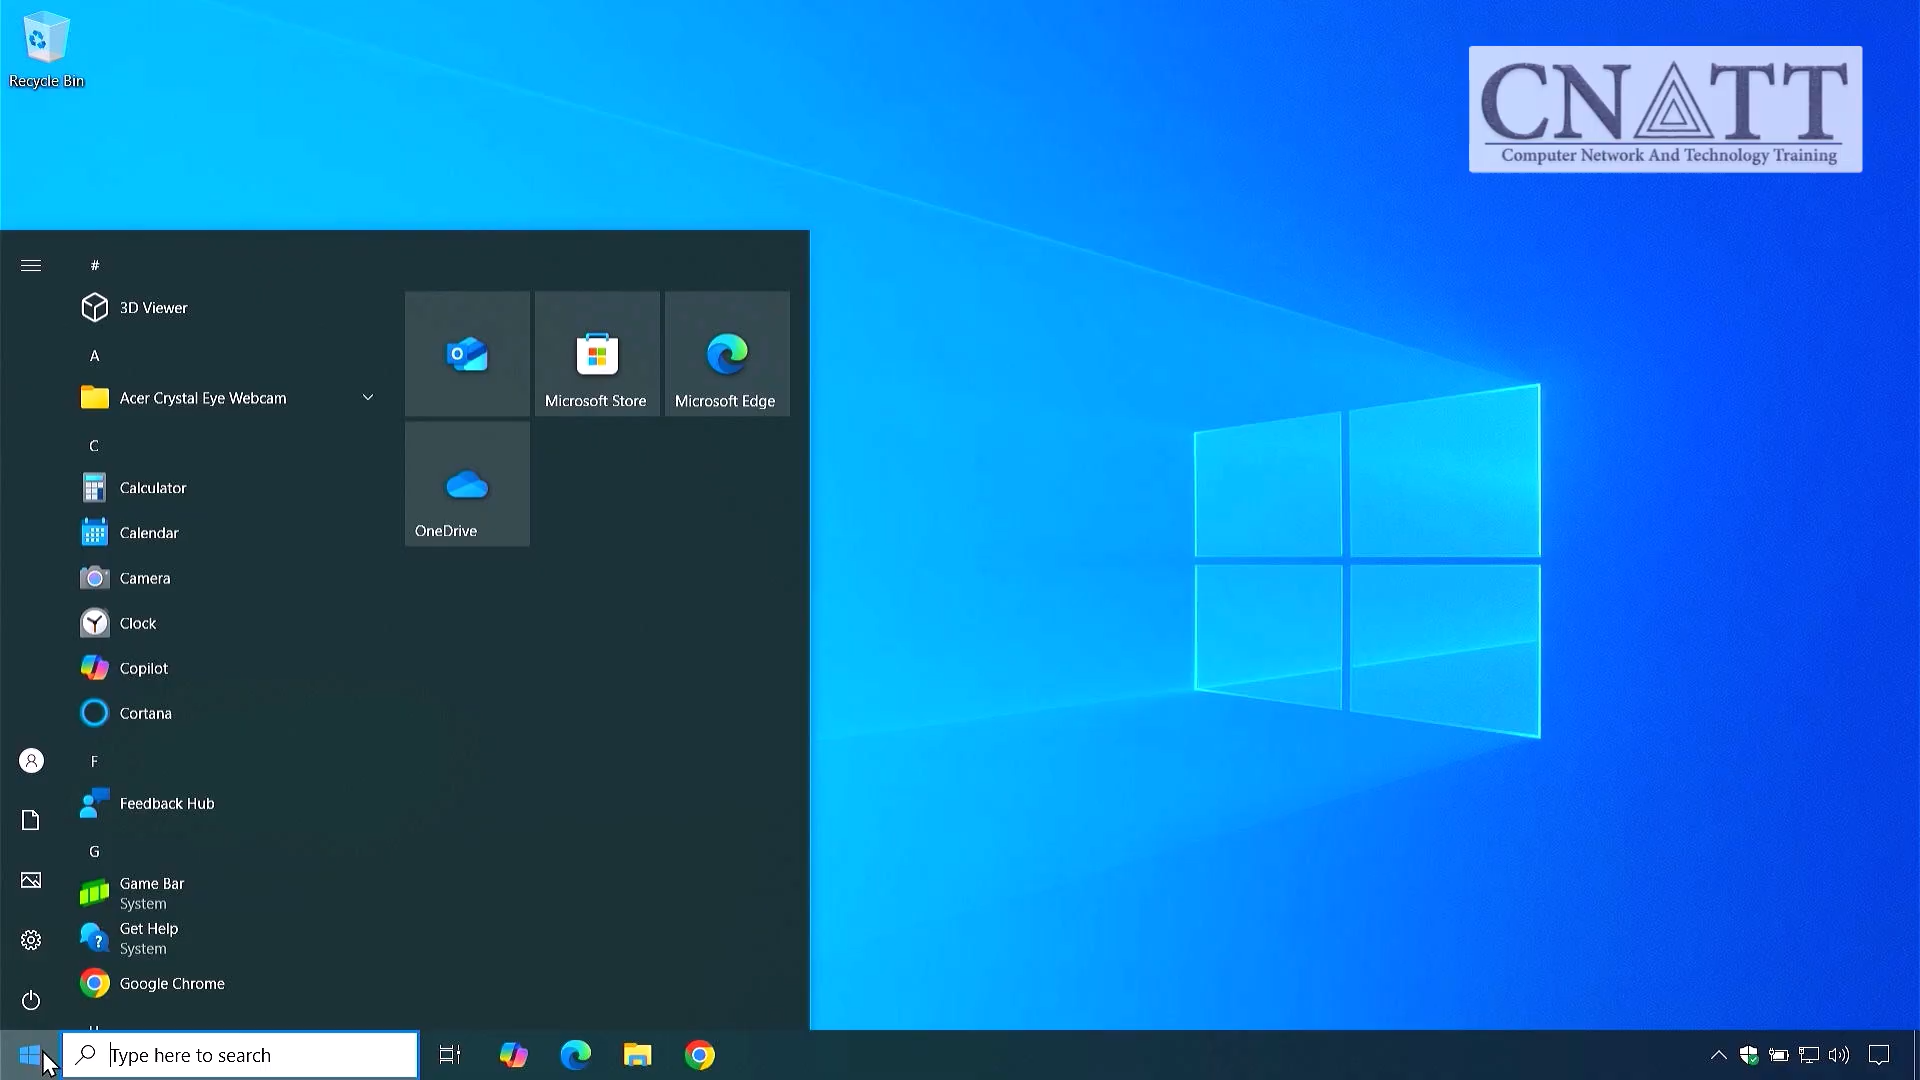 Recycle Bin
CNATT
Computer Network And Technology Training
#
3D Viewer
A
Acer Crystal Eye Webcam
C
Calculator
Calendar
Camera
Clock
Copilot
Cortana
F
Feedback Hub
G
Game Bar
System
Get Help
System
Google Chrome
Microsoft Store
Microsoft Edge
OneDrive
Type here to search